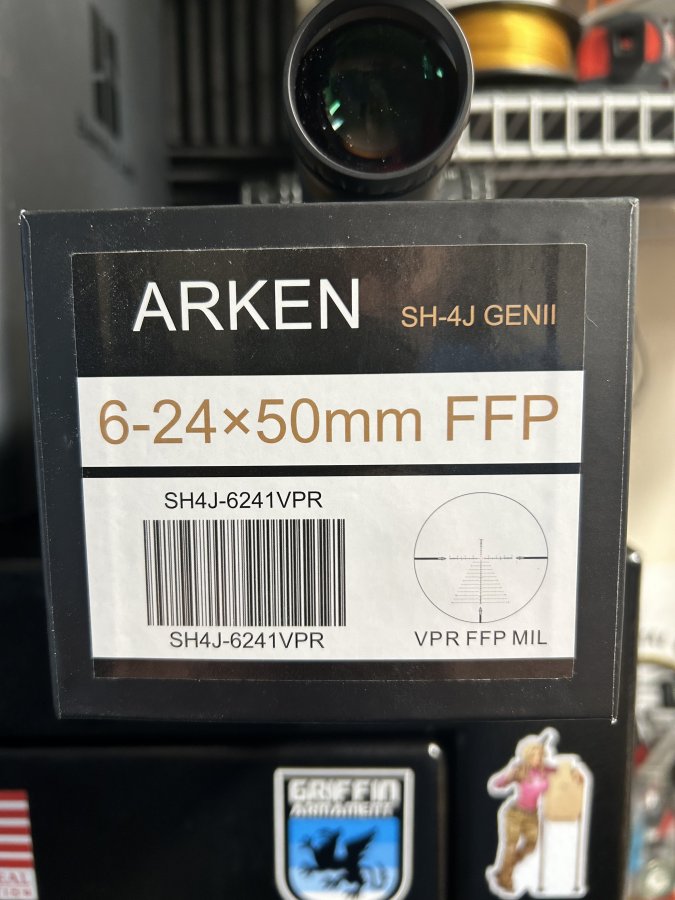 ARKEN
SH-4J GENII
6-24×50mm FFP
SH4J-6241VPR
SH4J-6241VPR
VPR FFP MIL
GRIFFIN
ARMAMENT